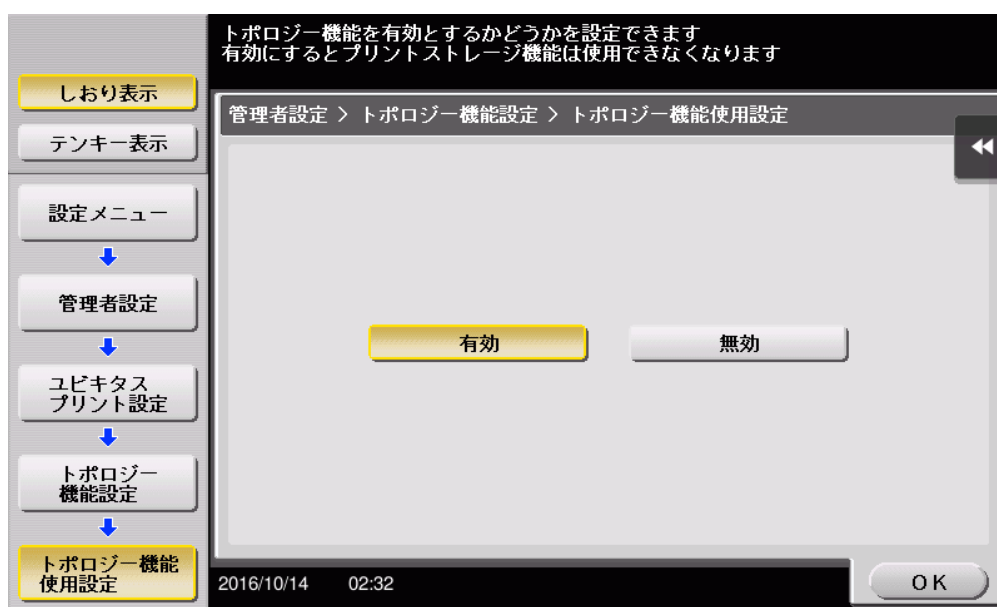 トポロジー機能を有効とするかどうかを設定できます
有効にするとプリントストレージ機能は使用できなくなります
しおり表示
テンキー表示
管理者設定 > トポロジー機能設定 > トポロジー機能使用設定
設定メニュー
管理者設定
ユビキタス
プリント設定
トポロジー
機能設定
トポロジー機能
使用設定
有効
無効
2016/10/14 02:32
OK